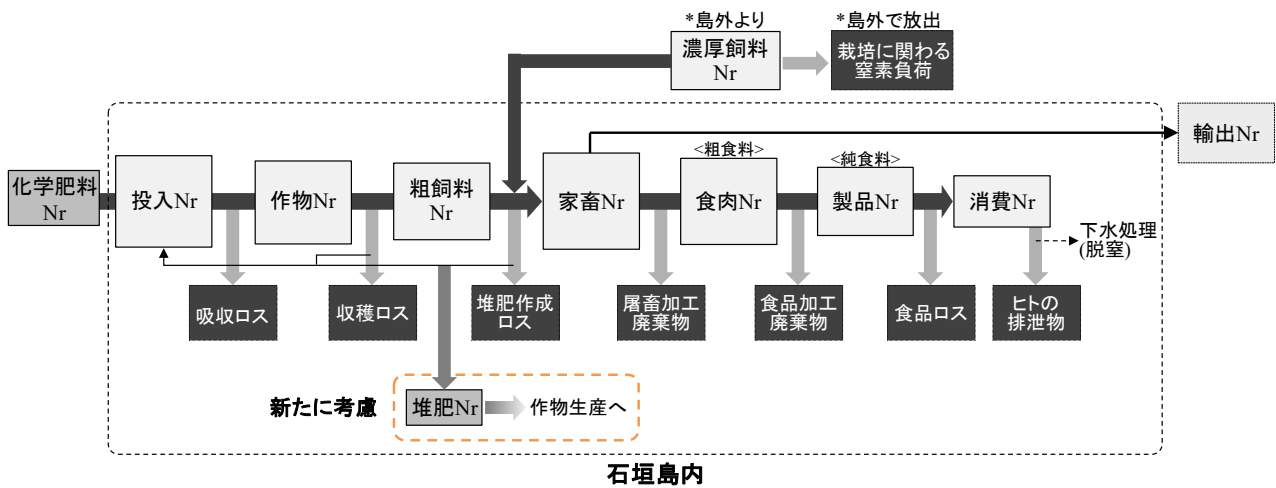 *島外より
*島外で放出
濃厚飼料
Nr
栽培に関わる
窒素負荷
輸出Nr
化学肥料
Nr
投入Nr
作物Nr
粗飼料
Nr
家畜Nr
<粗食料>
食肉Nr
<純食料>
製品Nr
消費Nr
下水処理
(脱窒)
吸収ロス
収穫ロス
堆肥作成
ロス
屠畜加工
廃棄物
食品加工
廃棄物
食品ロス
ヒトの
排泄物
新たに考慮
堆肥Nr
作物生産へ
石垣島内